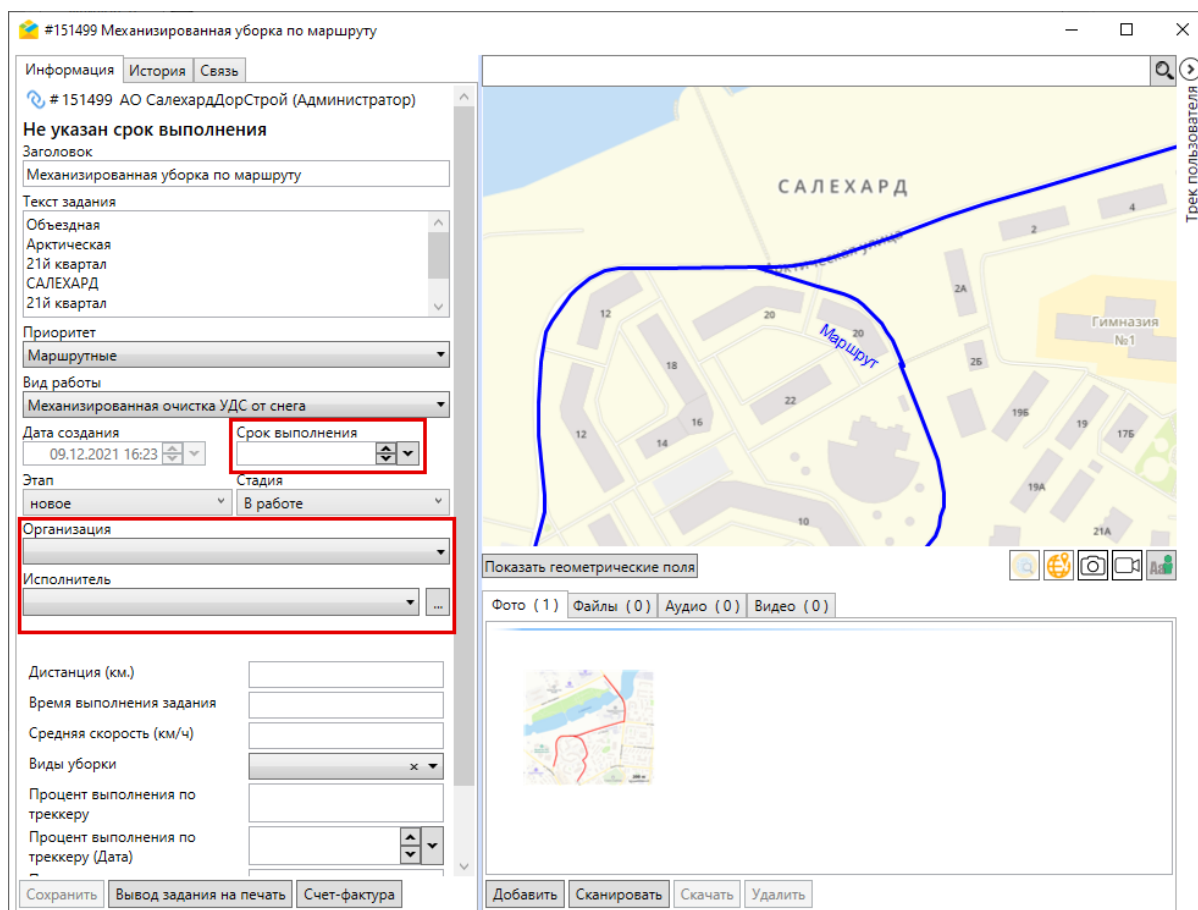 #151499 Механизированная уборка по маршруту
Информация
История
Связь
# 151499 АО СалехардДорСтрой (Администратор)
Не указан срок выполнения
Заголовок
Механизированная уборка по маршруту
Текст задания
Объездная
Арктическая
21й квартал
САЛЕХАРД
21й квартал
Приоритет
Маршрутные
Вид работы
Механизированная очистка УДС от снега
Дата создания
Срок выполнения
09.12.2021 16:23
Этап
Стадия
новое
В работе
Организация
Исполнитель
...
Дистанция (км.)
Время выполнения задания
Средняя скорость (км/ч)
Виды уборки
Процент выполнения по
треккеру
Процент выполнения по
треккеру (Дата)
Сохранить
Вывод задания на печать
Счет-фактура
Трек пользователя
САЛЕХАРД
Арктическая улица
4
2
2А
12
20
20
Маршрут
Гимназия
№1
18
2Б
22
16
12
14
19Б
19
17Б
19А
10
21А
Показать геометрические поля
Фото ( 1 )
Файлы ( 0 )
Аудио ( 0 )
Видео ( 0 )
Добавить
Сканировать
Скачать
Удалить